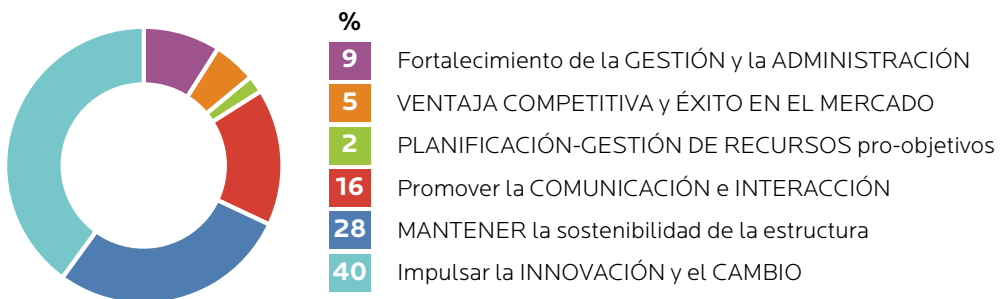 %
9 Fortalecimiento de la GESTIÓN y la ADMINISTRACIÓN
5 VENTAJA COMPETITIVA y ÉXITO EN EL MERCADO
2 PLANIFICACIÓN-GESTIÓN DE RECURSOS pro-objetivos
16 Promover la COMUNICACIÓN e INTERACCIÓN
28 MANTENER la sostenibilidad de la estructura
40 Impulsar la INNOVACIÓN y el CAMBIO